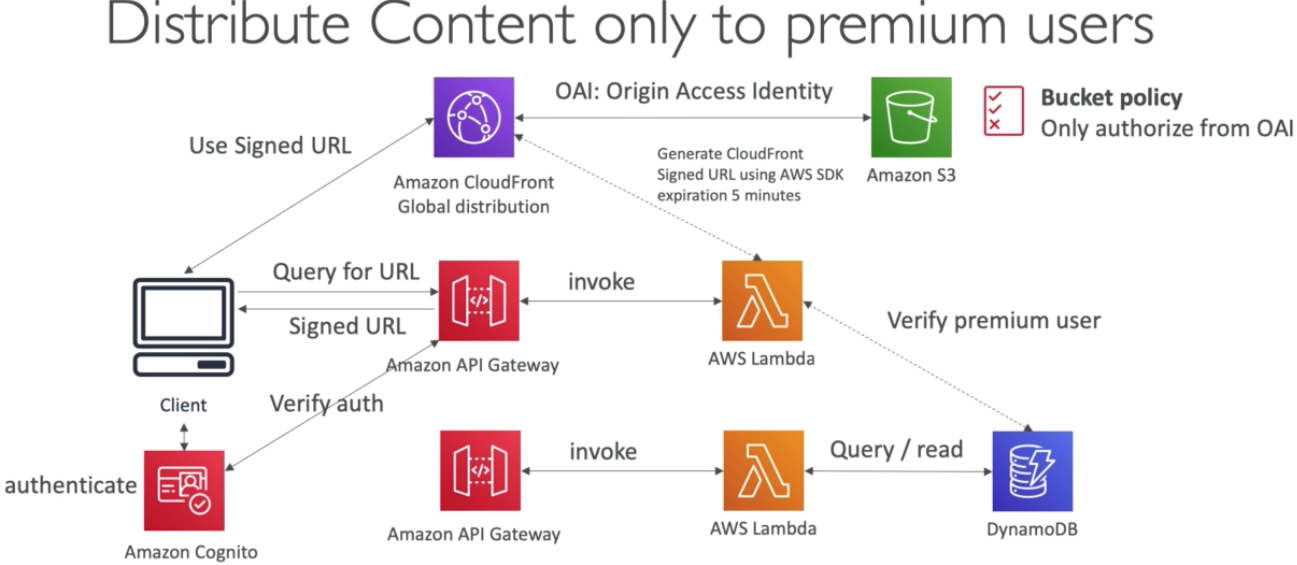 Distribute Content only to premium users
OAI: Origin Access Identity
Bucket policy
Only authorize from OAI
Use Signed URL
Generate CloudFront
Signed URL using AWS SDK
expiration 5 minutes
Amazon S3
Amazon CloudFront
Global distribution
Query for URL
invoke
Signed URL
Verify premium user
Amazon API Gateway
AWS Lambda
Client
Verify auth
invoke
Query / read
authenticate
Amazon API Gateway
AWS Lambda
DynamoDB
Amazon Cognito